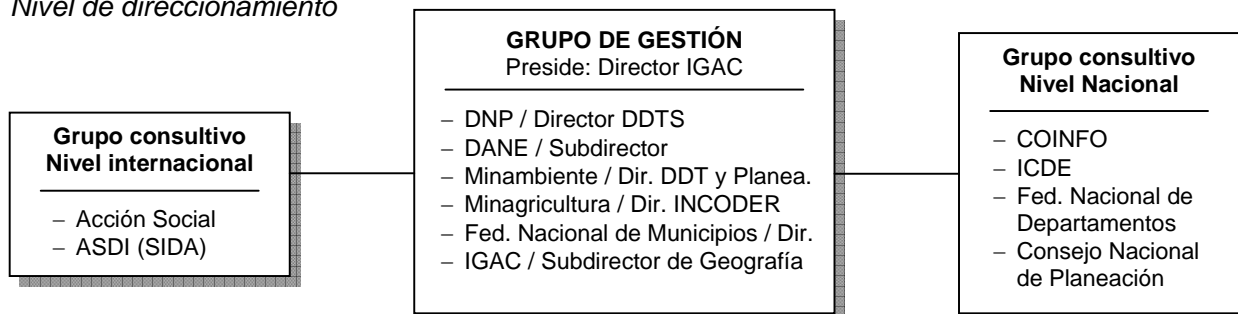 Nivel de direccionamiento
Grupo consultivo
Nivel internacional
– Acción Social
– ASDI (SIDA)
GRUPO DE GESTIÓN
Preside: Director IGAC
– DNP / Director DDTS
– DANE / Subdirector
– Minambiente / Dir. DDT y Planea.
– Minagricultura / Dir. INCODER
– Fed. Nacional de Municipios / Dir.
– IGAC / Subdirector de Geografía
Grupo consultivo
Nivel Nacional
– COINFO
– ICDE
– Fed. Nacional de
Departamentos
– Consejo Nacional
de Planeación